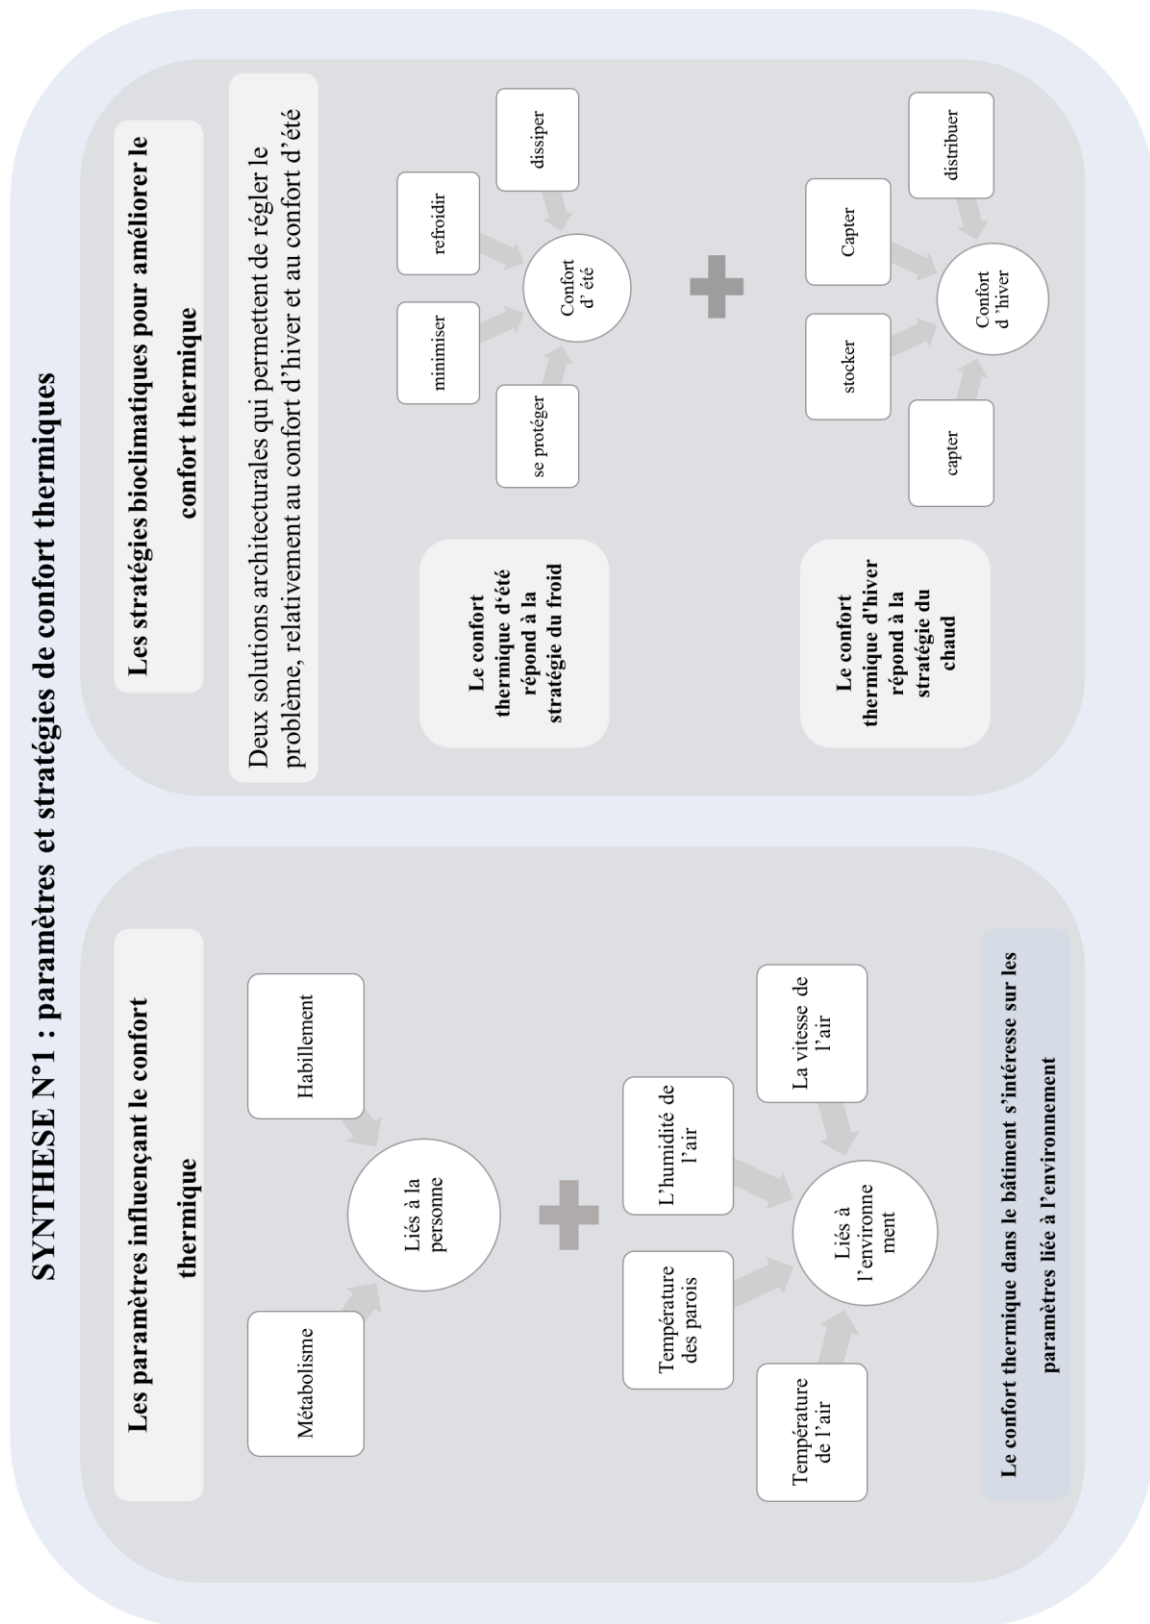 SYNTHESE N°1 : paramètres et stratégies de confort thermiques
Les paramètres influençant le confort
thermique
Métabolisme
Habillement
Liés à la
personne
Température
de l'air
Température
des parois
L'humidité de
l'air
La vitesse de
l'air
Liés à
l'environne
ment
Le confort thermique dans le bâtiment s'intéresse sur les
paramètres liée à l'environnement
Les stratégies bioclimatiques pour améliorer le
confort thermique
Deux solutions architecturales qui permettent de régler le
problème, relativement au confort d'hiver et au confort d'été
Le confort
thermique d'été
répond à la
stratégie du froid
se protéger
minimiser
refroidir
dissiper
Confort
d' été
Le confort
thermique d'hiver
répond à la
stratégie du
chaud
capter
stocker
Capter
distribuer
Confort
d 'hiver